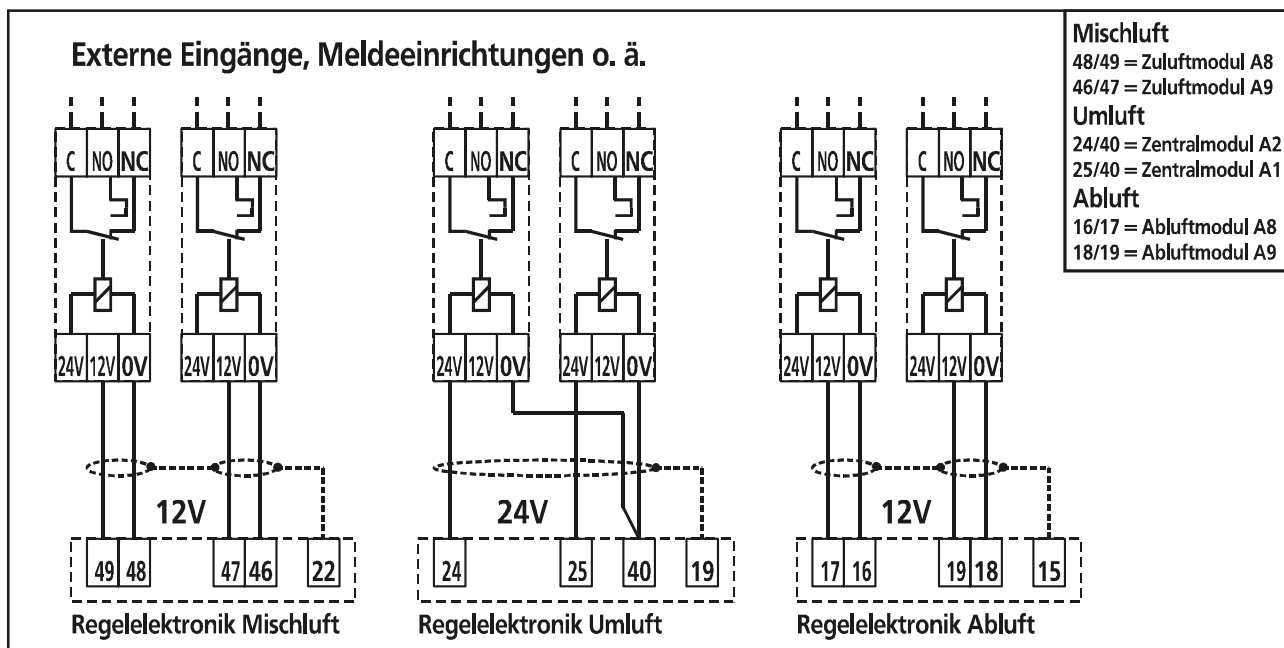 Externe Eingänge, Meldeeinrichtungen o. ä.
Mischluft
48/49 = Zuluftmodul A8
46/47 = Zuluftmodul A9
Umluft
24/40 = Zentralmodul A2
25/40 = Zentralmodul A1
Abluft
16/17 = Abluftmodul A8
18/19 = Abluftmodul A9
C NO NC C NO NC C NO NC C NO NC C NO NC C NO NC
24V 12V 0V 24V 12V 0V 24V 12V 0V 24V 12V 0V 24V 12V 0V 24V 12V 0V
12V 24V 12V
49 48 47 46 22 24 25 40 19 17 16 19 18 15
Regelelektronik Mischluft Regelelektronik Umluft Regelelektronik Abluft